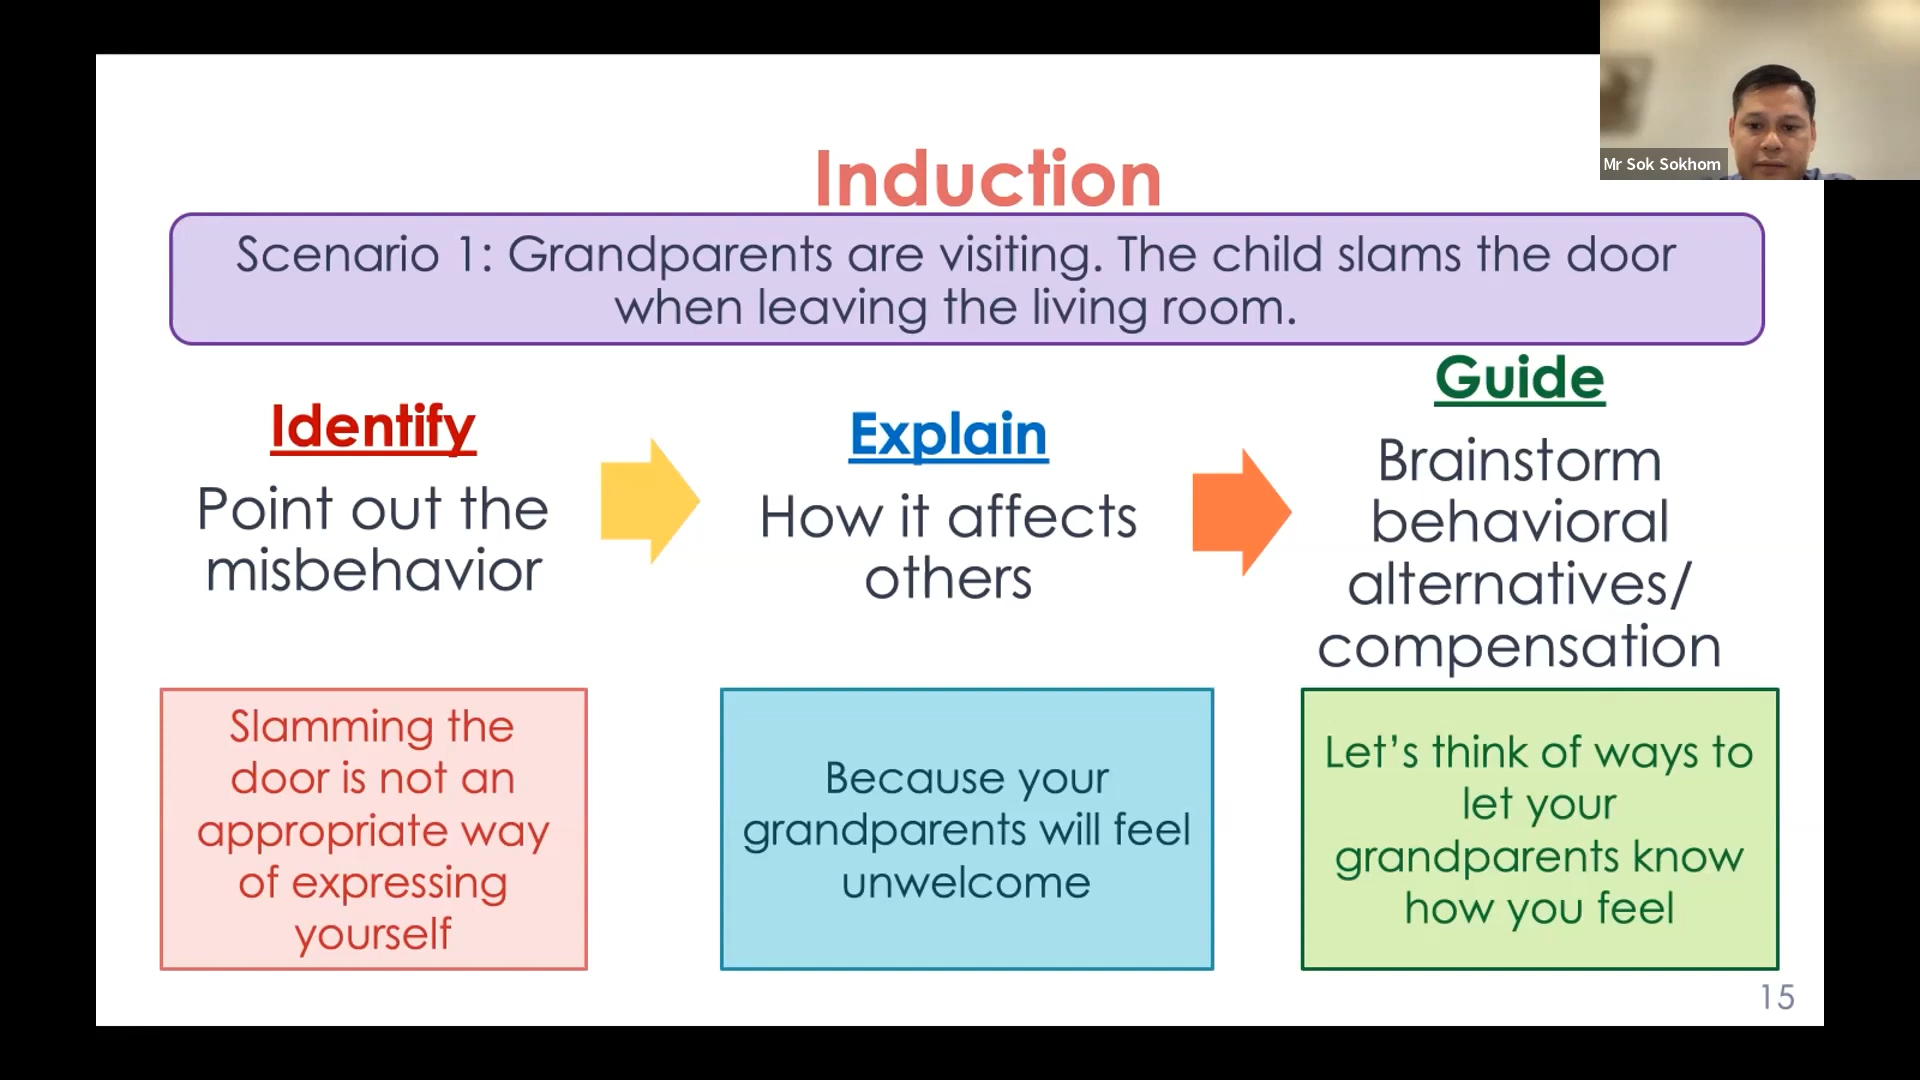 Mr Sok Sokhom
Induction
Scenario 1: Grandparents are visiting. The child slams the door
when leaving the living room.
Identify
Point out the
misbehavior
Explain
How it affects
others
Guide
Brainstorm
behavioral
alternatives/
compensation
Slamming the
door is not an
appropriate way
of expressing
yourself
Because your
grandparents will feel
unwelcome
Let’s think of ways to
let your
grandparents know
how you feel
15